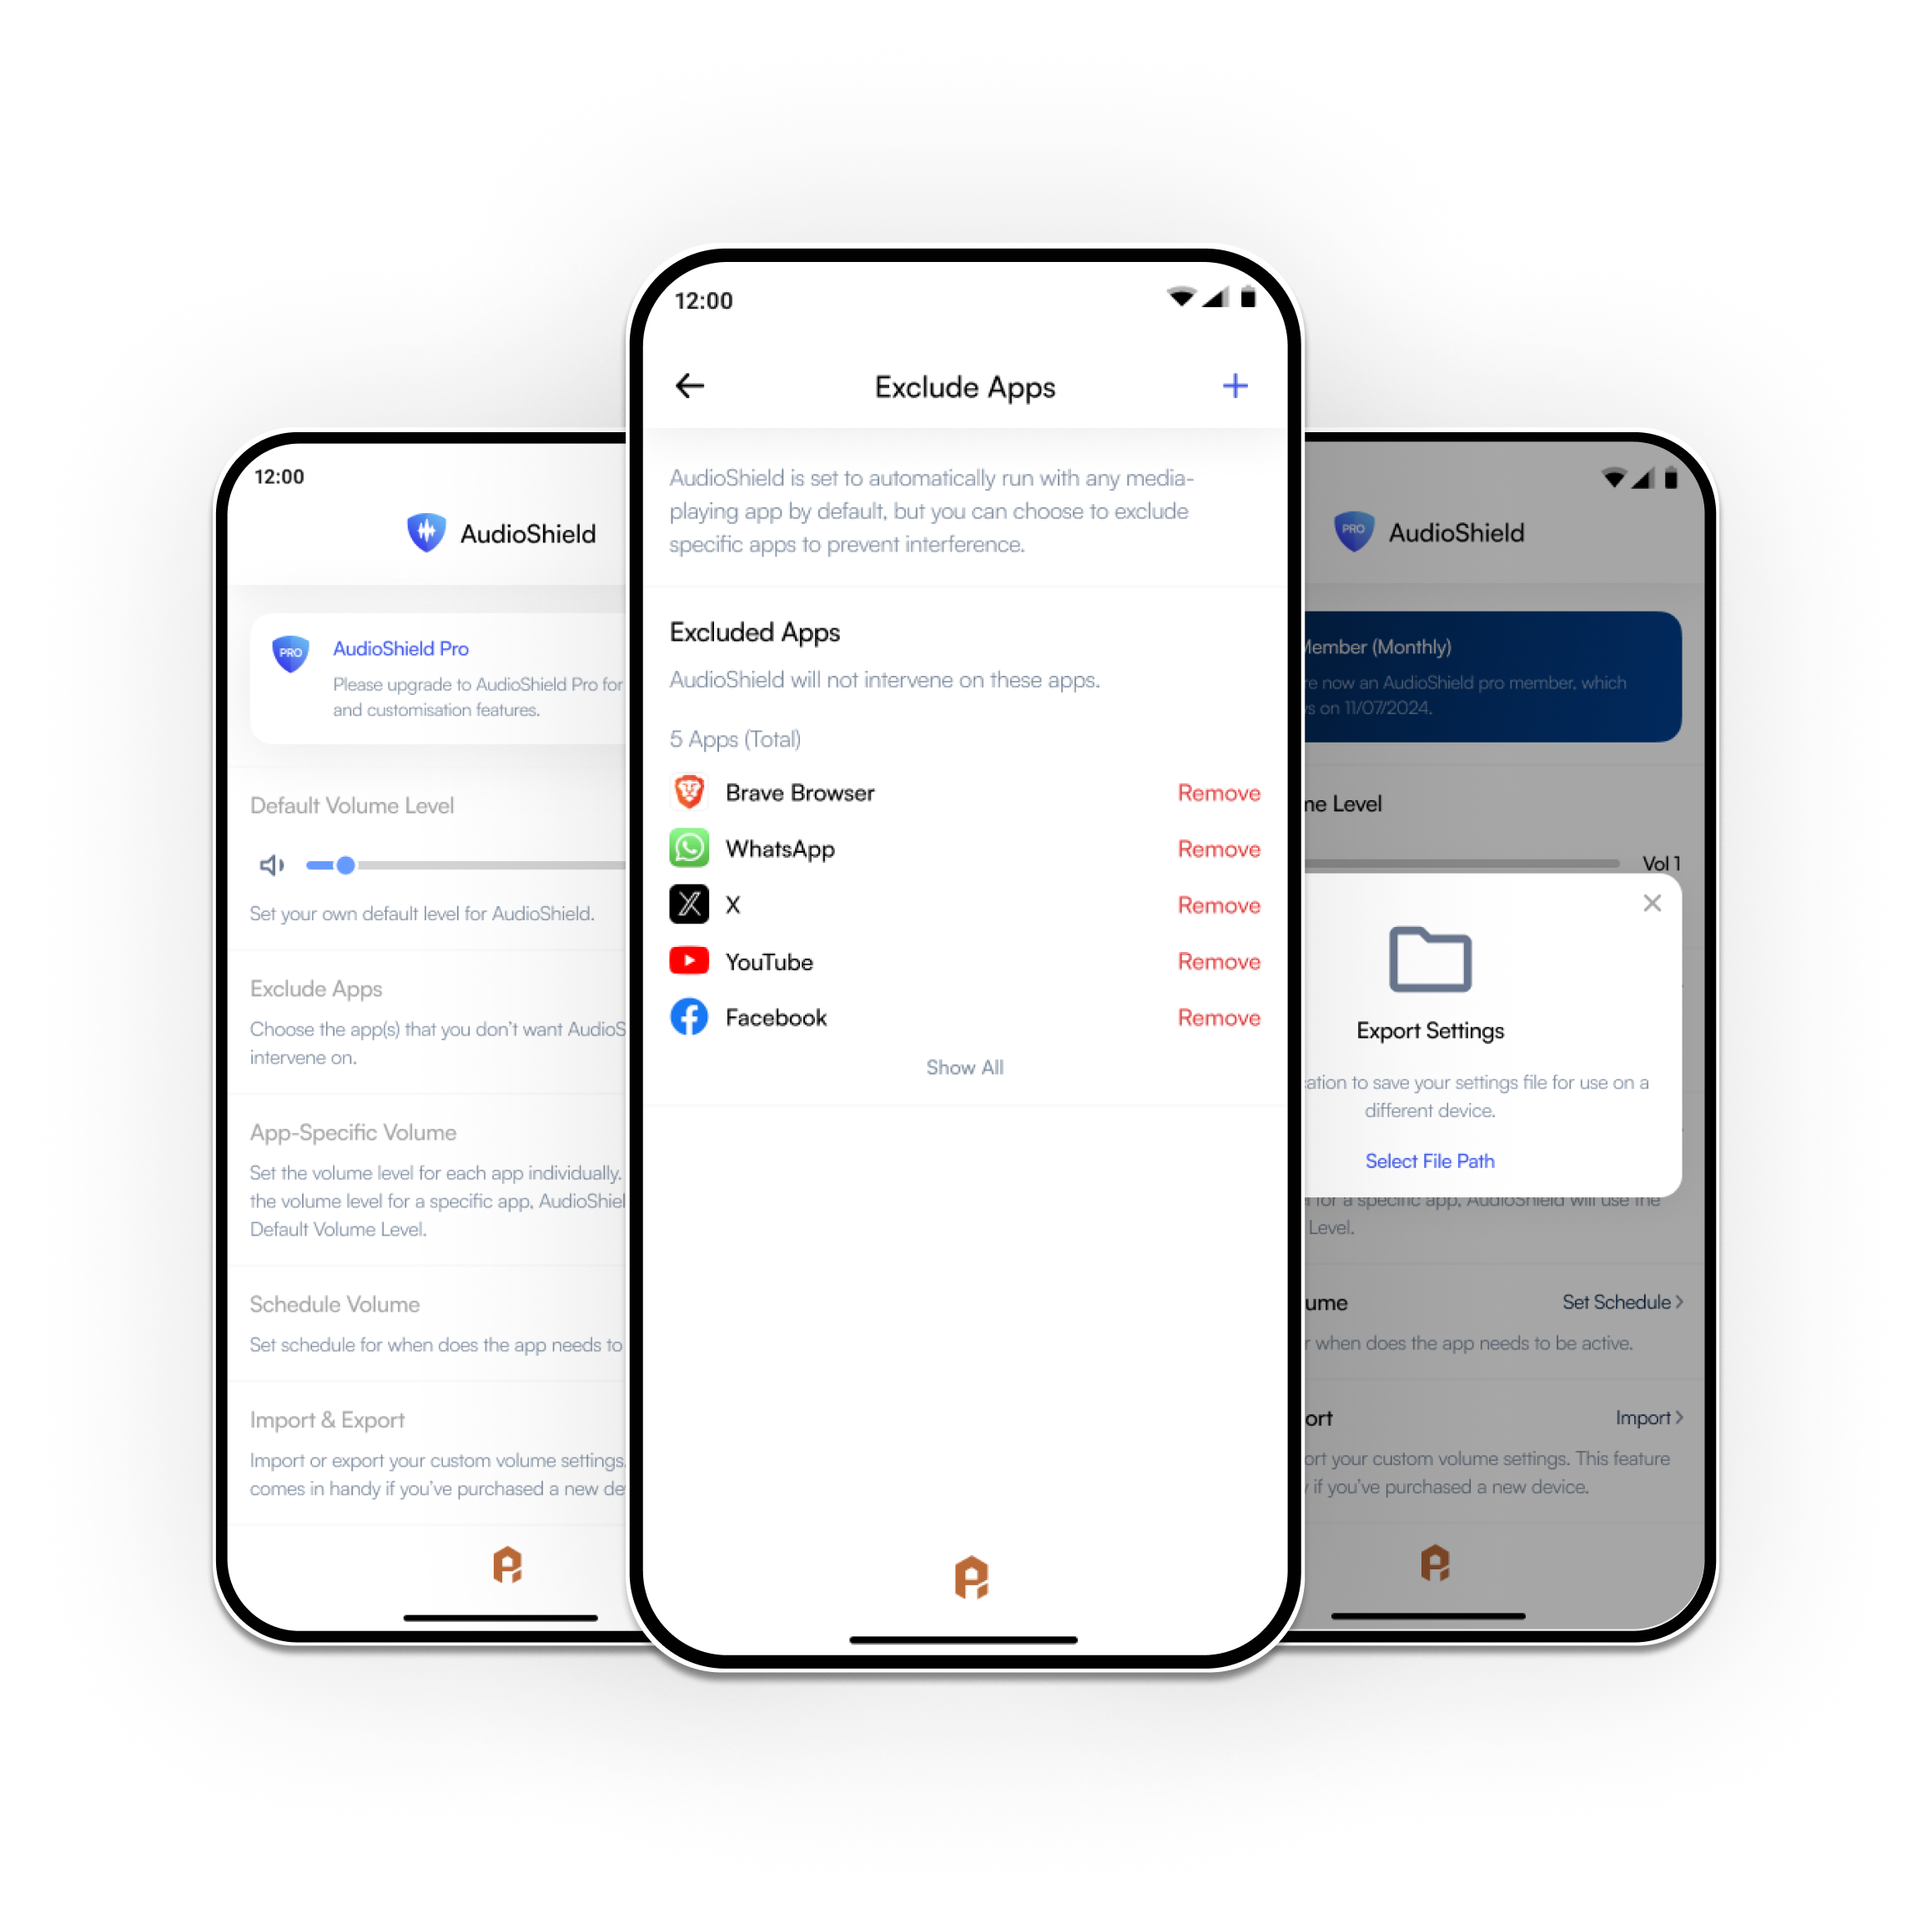 12:00
AudioShield
PRO
AudioShield Pro
Please upgrade to AudioShield Pro for
and customisation features.
Default Volume Level
Set your own default level for AudioShield.
Exclude Apps
Choose the app(s) that you don't want AudioS
intervene on.
App-Specific Volume
Set the volume level for each app individually.
the volume level for a specific app, AudioShiel
Default Volume Level.
Schedule Volume
Set schedule for when does the app needs to
Import & Export
Import or export your custom volume settings.
comes in handy if you've purchased a new de
12:00
Exclude Apps
AudioShield is set to automatically run with any media-
playing app by default, but you can choose to exclude
specific apps to prevent interference.
Excluded Apps
AudioShield will not intervene on these apps.
5 Apps (Total)
Brave Browser Remove
WhatsApp Remove
X Remove
YouTube Remove
Facebook Remove
Show All
PRO AudioShield
Member (Monthly)
re now an AudioShield pro member, which
s on 11/07/2024.
me Level
Vol 1
Export Settings
cation to save your settings file for use on a
different device.
Select File Path
l for a specific app, AudioShield will use the
Level.
ume Set Schedule
r when does the app needs to be active.
ort Import
ort your custom volume settings. This feature
y if you've purchased a new device.